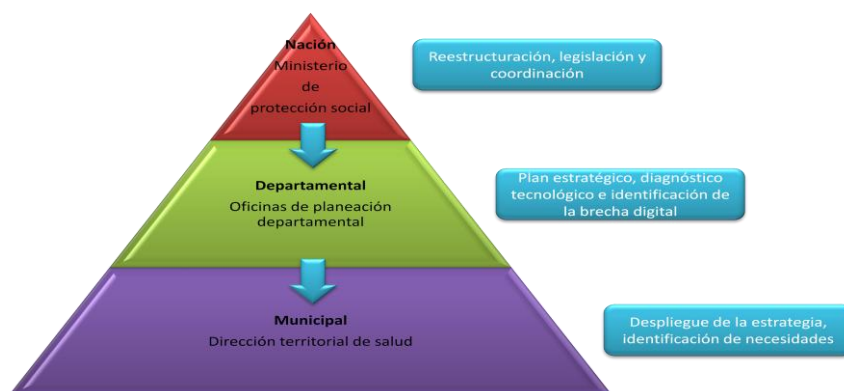 Nación
Ministerio
de
protección social
Reestructuración, legislación y
coordinación
Departamental
Oficinas de planeación
departamental
Plan estratégico, diagnóstico
tecnológico e identificación de
la brecha digital
Municipal
Dirección territorial de salud
Despliegue de la estrategia,
identificación de necesidades